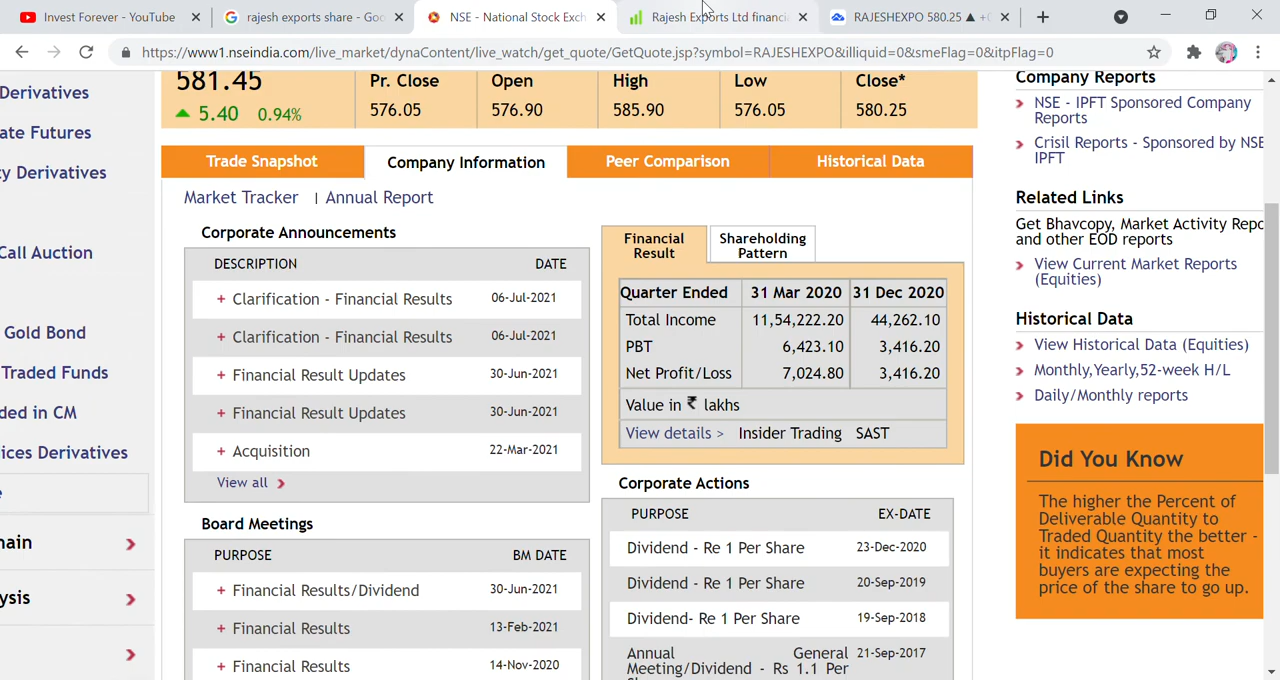 Invest Forever - YouTube
rajesh exports share - Goo
NSE - National Stock Exch
Rajesh Exports Ltd financia
RAJESHEXPO 580.25 ▲ +0
https://www1.nseindia.com/live_market/dynaContent/live_watch/get_quote/GetQuote.jsp?symbol=RAJESHEXPO&illiquid=0&smeFlag=0&itpFlag=0
Derivatives
ate Futures
cy Derivatives
Call Auction
Gold Bond
Traded Funds
ded in CM
ices Derivatives
e
hain
ysis
581.45
5.40 0.94%
Pr. Close
576.05
Open
576.90
High
585.90
Low
576.05
Close*
580.25
Trade Snapshot
Company Information
Peer Comparison
Historical Data
Market Tracker | Annual Report
Corporate Announcements
DESCRIPTION DATE
+ Clarification - Financial Results 06-Jul-2021
+ Clarification - Financial Results 06-Jul-2021
+ Financial Result Updates 30-Jun-2021
+ Financial Result Updates 30-Jun-2021
+ Acquisition 22-Mar-2021
View all
Board Meetings
PURPOSE BM DATE
+ Financial Results/Dividend 30-Jun-2021
+ Financial Results 13-Feb-2021
+ Financial Results 14-Nov-2020
Financial
Result
Shareholding
Pattern
Quarter Ended 31 Mar 2020 31 Dec 2020
Total Income 11,54,222.20 44,262.10
PBT 6,423.10 3,416.20
Net Profit/Loss 7,024.80 3,416.20
Value in ₹ lakhs
View details > Insider Trading SAST
Corporate Actions
PURPOSE EX-DATE
Dividend - Re 1 Per Share 23-Dec-2020
Dividend - Re 1 Per Share 20-Sep-2019
Dividend- Re 1 Per Share 19-Sep-2018
Annual General 21-Sep-2017
Meeting/Dividend - Rs 1.1 Per
Company Reports
NSE - IPFT Sponsored Company
Reports
Crisil Reports - Sponsored by NSE
IPFT
Related Links
Get Bhavcopy, Market Activity Repo
and other EOD reports
View Current Market Reports
(Equities)
Historical Data
View Historical Data (Equities)
Monthly,Yearly,52-week H/L
Daily/Monthly reports
Did You Know
The higher the Percent of
Deliverable Quantity to
Traded Quantity the better -
it indicates that most
buyers are expecting the
price of the share to go up.